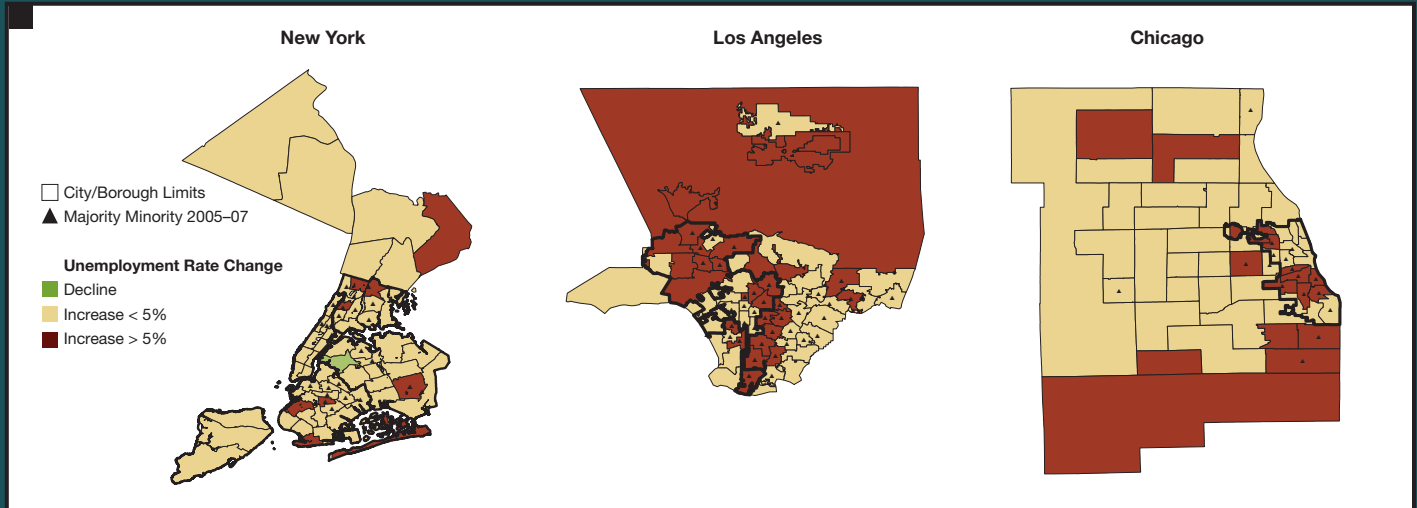 New York
Los Angeles
Chicago
City/Borough Limits
Majority Minority 2005–07
Unemployment Rate Change
Decline
Increase < 5%
Increase > 5%